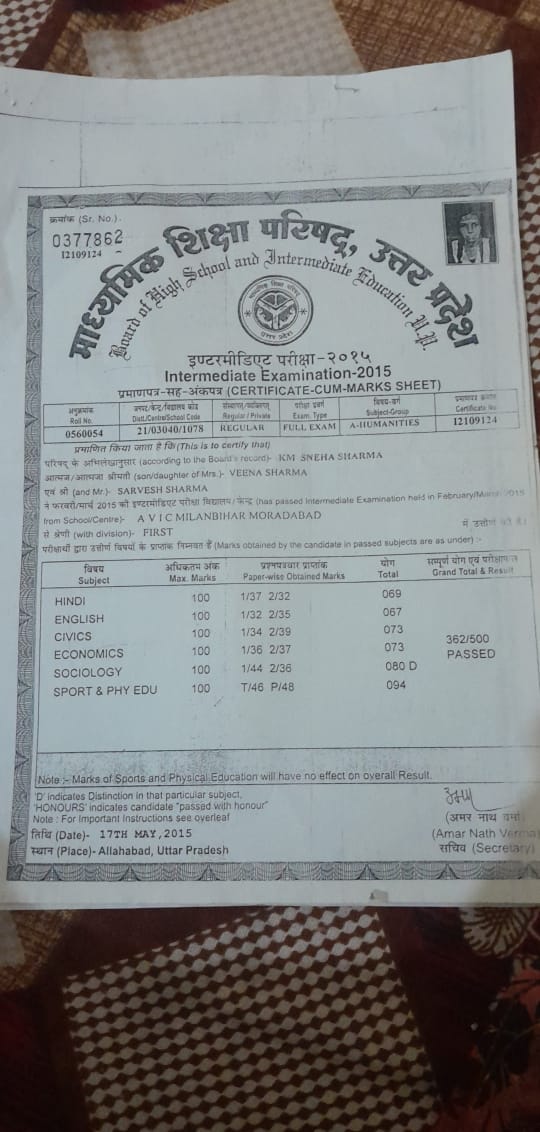 क्रमांक (Sr. No.)-
0377862
I2109124
माध्यमिक शिक्षा परिषद्, उत्तर प्रदेश
Board of High School and Intermediate Education U.P.
इण्टरमीडिएट परीक्षा-२०१५
Intermediate Examination-2015
प्रमाणपत्र-सह-अंकपत्र (CERTIFICATE-CUM-MARKS SHEET)
अनुक्रमांक जनपद/केन्द्र/विद्यालय कोड संस्थागत/व्यक्तिगत परीक्षा प्रकार विषय-वर्ग प्रमाणपत्र क्रमांक
Roll No. Distt./Centre/School Code Regular / Private Exam. Type Subject-Group Certificate No
0560054 21/03040/1078 REGULAR FULL EXAM A-HUMANITIES 12109124
प्रमाणित किया जाता है कि(This is to certify that)
परिषद् के अभिलेखानुसार (according to the Board's record)- KM SNEHA SHARMA
आत्मज/आत्मजा श्रीमती (son/daughter of Mrs.)- VEENA SHARMA
एवं श्री (and Mr.)- SARVESH SHARMA
ने फरवरी/मार्च 2015 की इण्टरमीडिएट परीक्षा विद्यालय/केन्द्र (has passed Intermediate Examination held in February/March 2015
from School/Centre)- A V I C MILANBIHAR MORADABAD
से श्रेणी (with division)- FIRST में उत्तीर्ण की है।
परीक्षार्थी द्वारा उत्तीर्ण विषयों के प्राप्तांक निम्नवत हैं (Marks obtained by the candidate in passed subjects are as under) :-
विषय अधिकतम अंक प्रश्नपत्रवार प्राप्तांक योग सम्पूर्ण योग एवं परीक्षाफल
Subject Max. Marks Paper-wise Obtained Marks Total Grand Total & Result
HINDI 100 1/37 2/32 069
ENGLISH 100 1/32 2/35 067
CIVICS 100 1/34 2/39 073 362/500
ECONOMICS 100 1/36 2/37 073 PASSED
SOCIOLOGY 100 1/44 2/36 080 D
SPORT & PHY EDU 100 T/46 P/48 094
Note :- Marks of Sports and Physical Education will have no effect on overall Result.
'D' indicates Distinction in that particular subject.
'HONOURS' indicates candidate "passed with honour"
Note : For Important Instructions see overleaf
(अमर नाथ वर्मा)
तिथि (Date)- 17TH MAY, 2015 (Amar Nath Verma)
स्थान (Place)- Allahabad, Uttar Pradesh सचिव (Secretary)